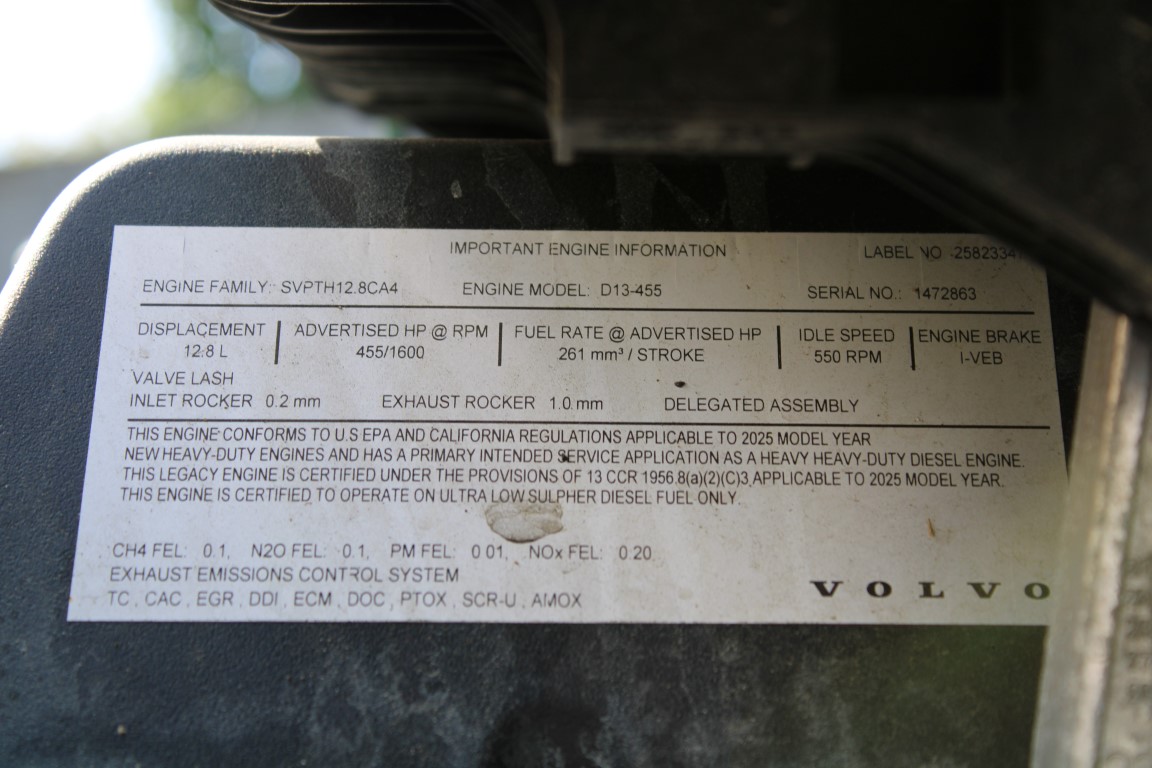 IMPORTANT ENGINE INFORMATION LABEL NO
ENGINE FAMILY: SVPTH12.8CA4 ENGINE MODEL: D13-455 SERIAL NO.: 1472863
DISPLACEMENT ADVERTISED HP @ RPM FUEL RATE @ ADVERTISED HP IDLE SPEED ENGINE BRAKE
12.8 L 455/1600 261 mm³ / STROKE 550 RPM i-VEB
VALVE LASH
INLET ROCKER 0.2 mm EXHAUST ROCKER 1.0 mm DELEGATED ASSEMBLY
THIS ENGINE CONFORMS TO U.S EPA AND CALIFORNIA REGULATIONS APPLICABLE TO 2025 MODEL YEAR
NEW HEAVY-DUTY ENGINES AND HAS A PRIMARY INTENDED SERVICE APPLICATION AS A HEAVY HEAVY-DUTY DIESEL ENGINE.
THIS LEGACY ENGINE IS CERTIFIED UNDER THE PROVISIONS OF 13 CCR 1956.8(a)(2)(C)3 APPLICABLE TO 2025 MODEL YEAR.
THIS ENGINE IS CERTIFIED TO OPERATE ON ULTRA LOW SULPHER DIESEL FUEL ONLY.
CH4 FEL: 0.1, N2O FEL: 0.1, PM FEL: 0.01, NOx FEL: 0.20
EXHAUST EMISSIONS CONTROL SYSTEM
TC, CAC, EGR, DDI, ECM, DOC, PTOX, SCR-U, AMOX
VOLVO